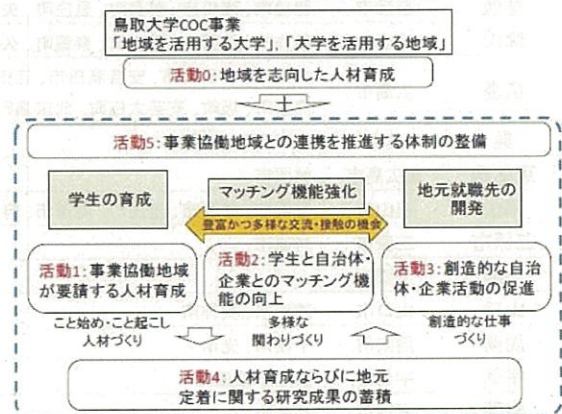 鳥取大学COC事業
「地域を活用する大学」,「大学を活用する地域」
活動0:地域を志向した人材育成
活動5:事業協働地域との連携を推進する体制の整備
学生の育成
マッチング機能強化
地元就職先の
開発
豊富かつ多様な交流・接触の機会
活動1:事業協働地域
が要請する人材育成
活動2:学生と自治体・
企業とのマッチング機
能の向上
活動3:創造的な自治
体・企業活動の促進
こと始め・こと起こし
人材づくり
多様な
関わりづくり
創造的な仕事
づくり
活動4:人材育成ならびに地元
定着に関する研究成果の蓄積